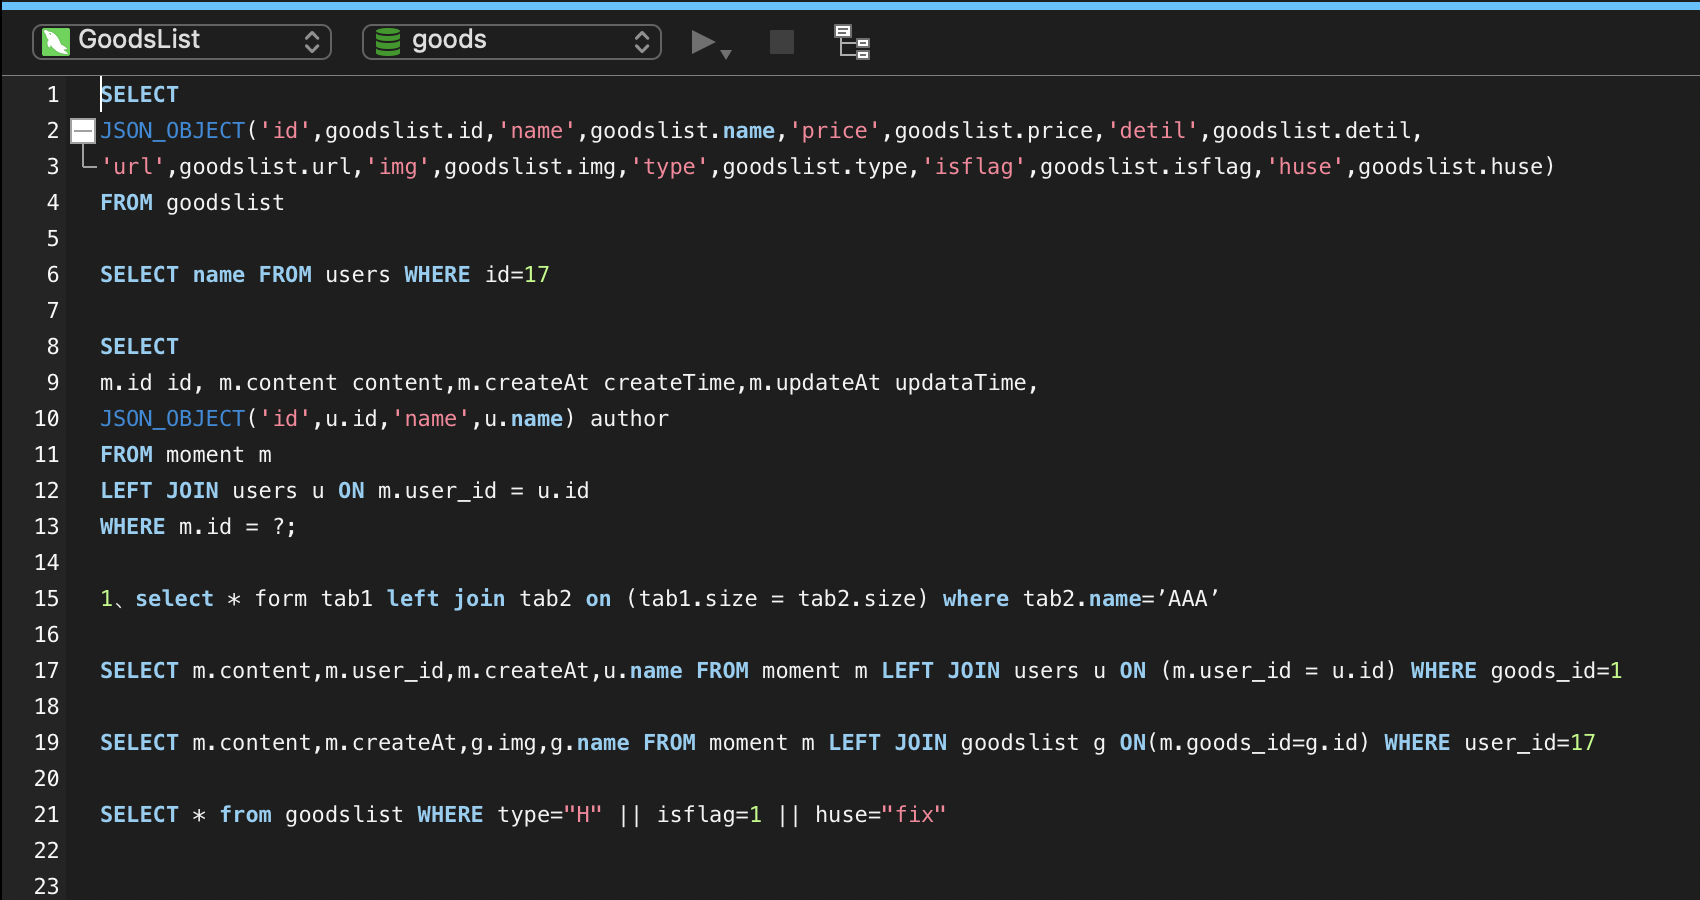 GoodsList goods
1 SELECT
2 JSON_OBJECT('id',goodslist.id,'name',goodslist.name,'price',goodslist.price,'detil',goodslist.detil,
3 'url',goodslist.url,'img',goodslist.img,'type',goodslist.type,'isflag',goodslist.isflag,'huse',goodslist.huse)
4 FROM goodslist
5
6 SELECT name FROM users WHERE id=17
7
8 SELECT
9 m.id id, m.content content,m.createAt createTime,m.updateAt updataTime,
10 JSON_OBJECT('id',u.id,'name',u.name) author
11 FROM moment m
12 LEFT JOIN users u ON m.user_id = u.id
13 WHERE m.id = ?;
14
15 1、select * form tab1 left join tab2 on (tab1.size = tab2.size) where tab2.name=’AAA’
16
17 SELECT m.content,m.user_id,m.createAt,u.name FROM moment m LEFT JOIN users u ON (m.user_id = u.id) WHERE goods_id=1
18
19 SELECT m.content,m.createAt,g.img,g.name FROM moment m LEFT JOIN goodslist g ON(m.goods_id=g.id) WHERE user_id=17
20
21 SELECT * from goodslist WHERE type="H" || isflag=1 || huse="fix"
22
23